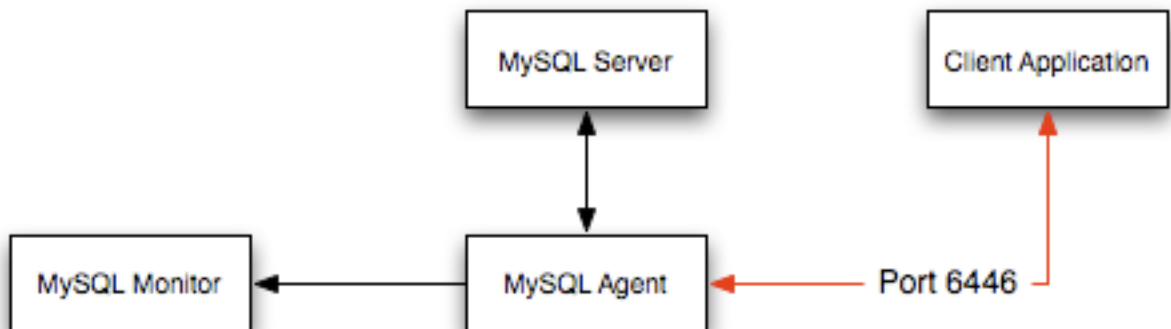 MySQL Server
Client Application
MySQL Monitor
MySQL Agent
Port 6446